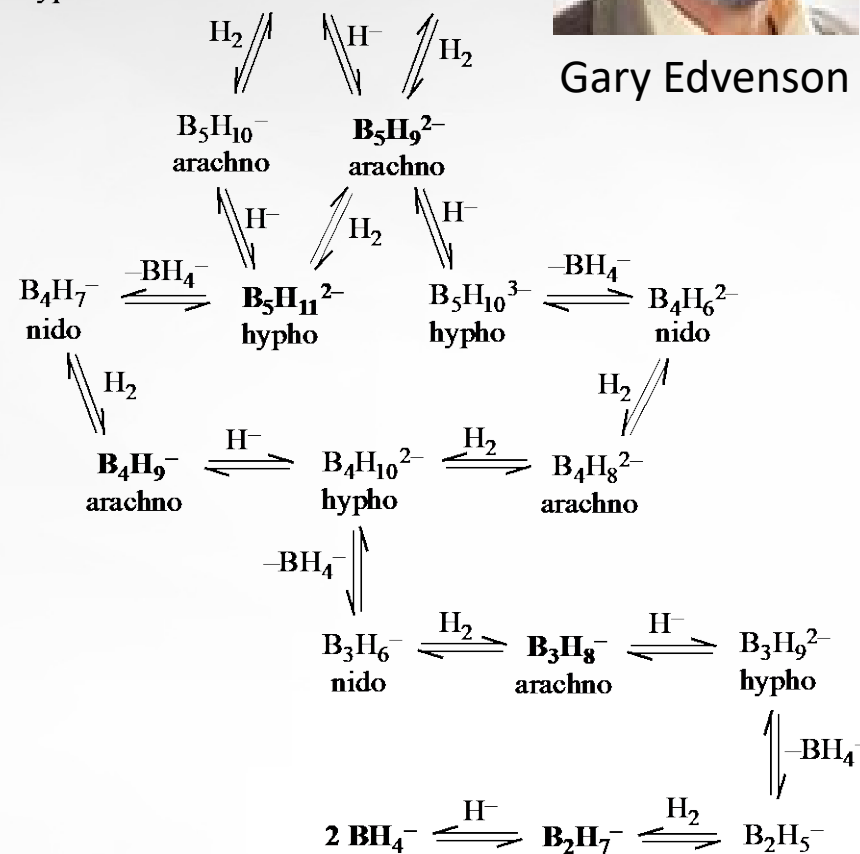 H₂ H⁻ H₂
Gary Edvenson
B₅H₁₀⁻ B₅H₉²⁻
arachno arachno
H⁻ H₂ H⁻
–BH₄⁻ –BH₄⁻
B₄H₇⁻ B₅H₁₁²⁻ B₅H₁₀³⁻ B₄H₆²⁻
nido hypho hypho nido
H₂ H₂
H⁻ H₂
B₄H₉⁻ B₄H₁₀²⁻ B₄H₈²⁻
arachno hypho arachno
–BH₄⁻
H₂ H⁻
B₃H₆⁻ B₃H₈⁻ B₃H₉²⁻
nido arachno hypho
–BH₄⁻
H⁻ H₂
2 BH₄⁻ B₂H₇⁻ B₂H₅⁻